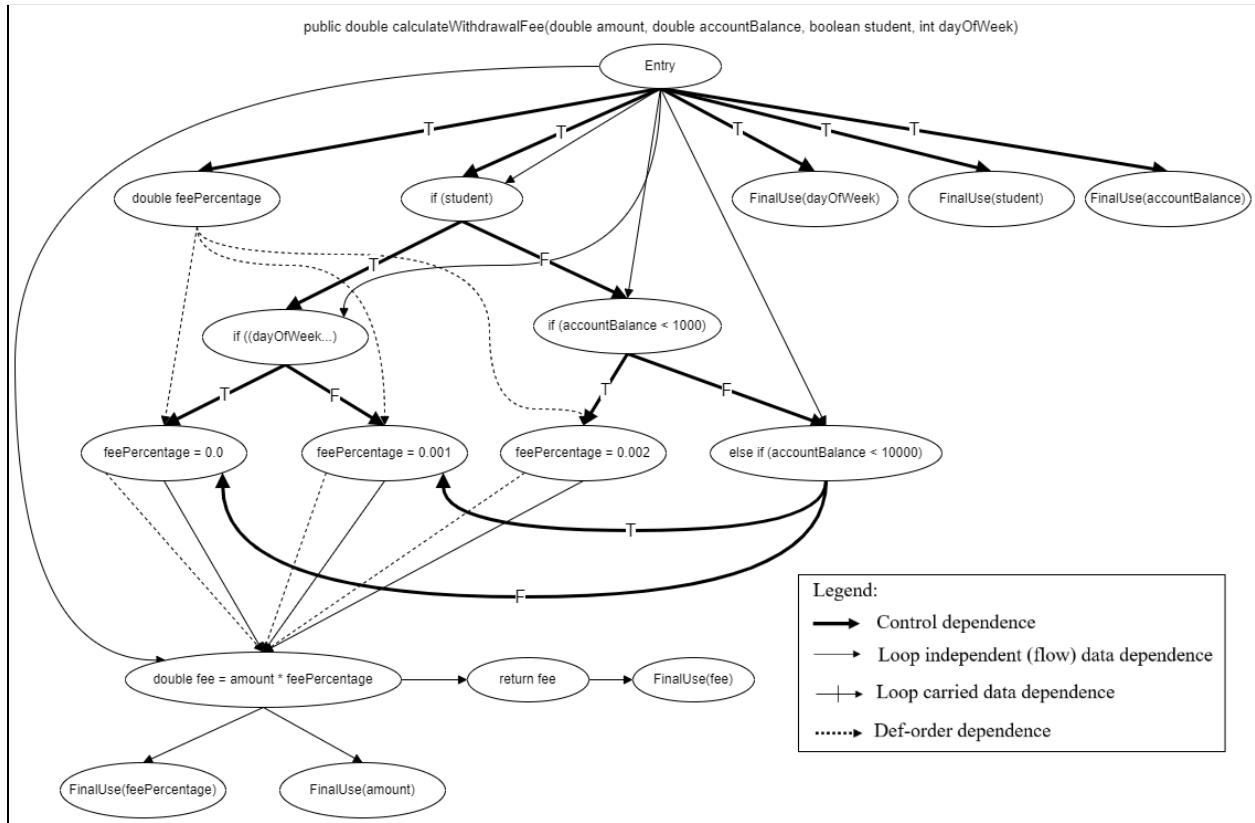 public double calculateWithdrawalFee(double amount, double accountBalance, boolean student, int dayOfWeek)
Entry
T
T
T
T
T
double feePercentage
if (student)
FinalUse(dayOfWeek)
FinalUse(student)
FinalUse(accountBalance)
T
F
if ((dayOfWeek...)
if (accountBalance < 1000)
T
F
T
F
feePercentage = 0.0
feePercentage = 0.001
feePercentage = 0.002
else if (accountBalance < 10000)
T
F
Legend:
Control dependence
Loop independent (flow) data dependence
Loop carried data dependence
Def-order dependence
double fee = amount * feePercentage
return fee
FinalUse(fee)
FinalUse(feePercentage)
FinalUse(amount)